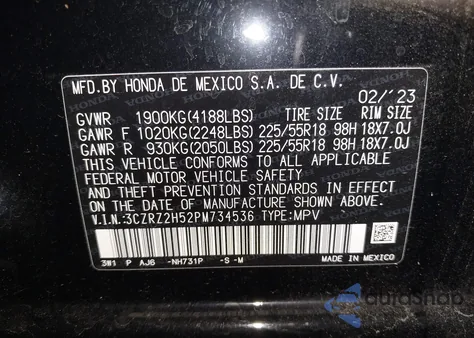 MFD.BY HONDA DE MEXICO S.A. DE C.V.
02/'23
GVWR 1900KG(4188LBS) TIRE SIZE RIM SIZE
GAWR F 1020KG(2248LBS) 225/55R18 98H 18X7.0J
GAWR R 930KG(2050LBS) 225/55R18 98H 18X7.0J
THIS VEHICLE CONFORMS TO ALL APPLICABLE
FEDERAL MOTOR VEHICLE SAFETY
AND THEFT PREVENTION STANDARDS IN EFFECT
ON THE DATE OF MANUFACTURE SHOWN ABOVE.
V.I.N.:3CZRZ2H52PM734536 TYPE:MPV
3W1 P AJ6 -NH731P -S-M MADE IN MEXICO
autoShop